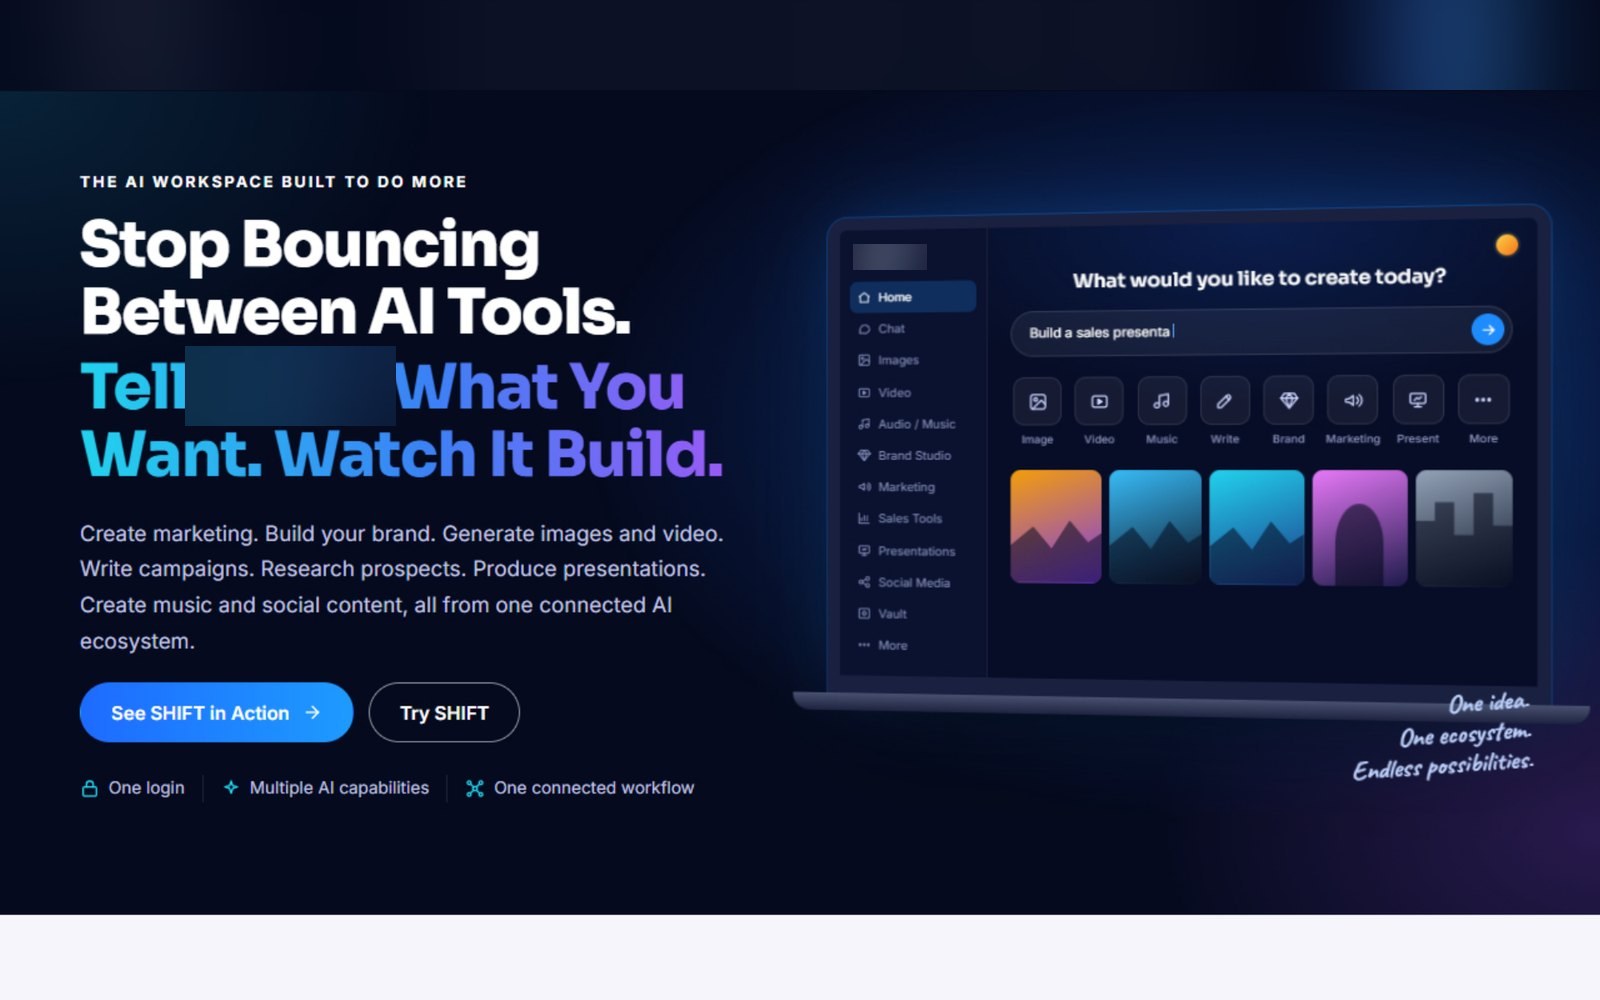 THE AI WORKSPACE BUILT TO DO MORE
Stop Bouncing
Between AI Tools.
Tell What You
Want. Watch It Build.
Create marketing. Build your brand. Generate images and video.
Write campaigns. Research prospects. Produce presentations.
Create music and social content, all from one connected AI
ecosystem.
See SHIFT in Action
Try SHIFT
One login
Multiple AI capabilities
One connected workflow
Home
Chat
Images
Video
Audio / Music
Brand Studio
Marketing
Sales Tools
Presentations
Social Media
Vault
More
What would you like to create today?
Build a sales presenta
Image Video Music Write Brand Marketing Present More
One idea.
One ecosystem.
Endless possibilities.